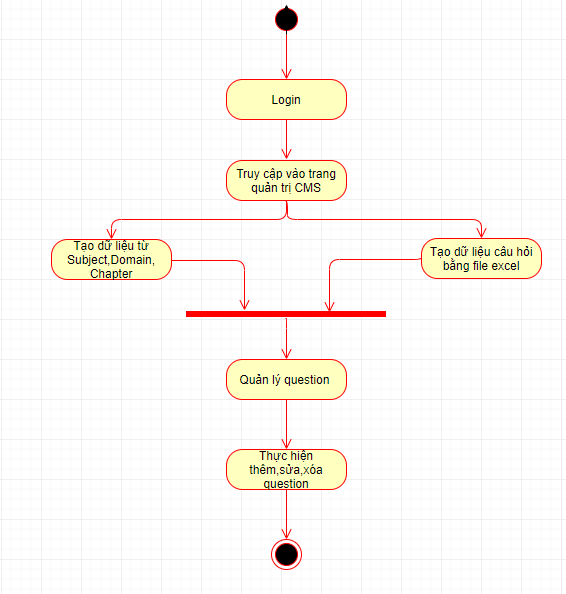 Login
Truy cập vào trang
quản trị CMS
Tạo dữ liệu từ
Subject,Domain,
Chapter
Tạo dữ liệu câu hỏi
bằng file excel
Quản lý question
Thực hiện
thêm,sửa,xóa
question